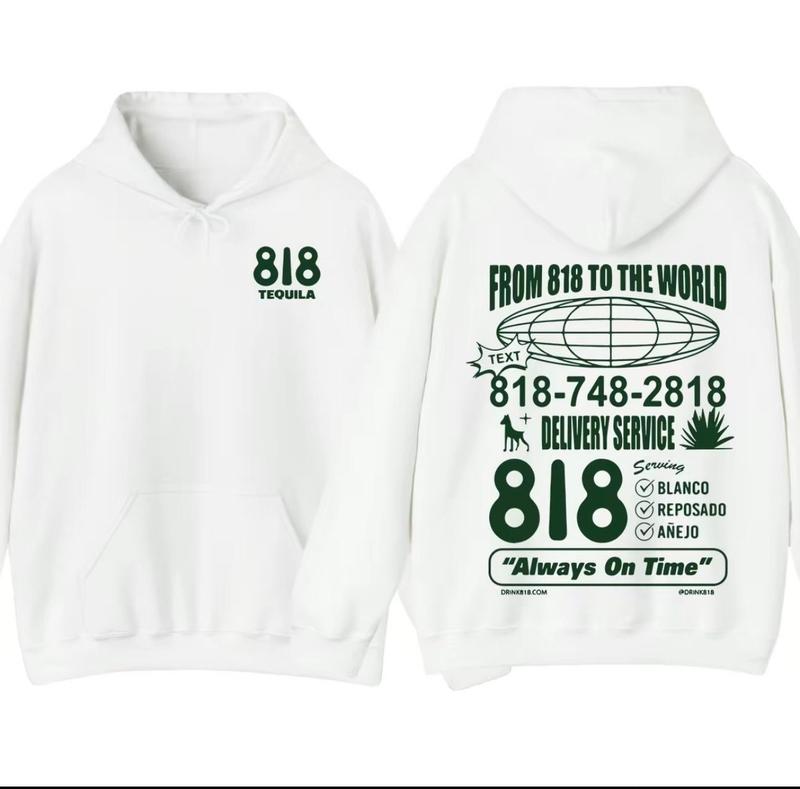 818
TEQUILA
FROM 818 TO THE WORLD
TEXT
818-748-2818
DELIVERY SERVICE
818
Serving
BLANCO
REPOSADO
AÑEJO
“Always On Time”
DRINK818.COM
@DRINK818